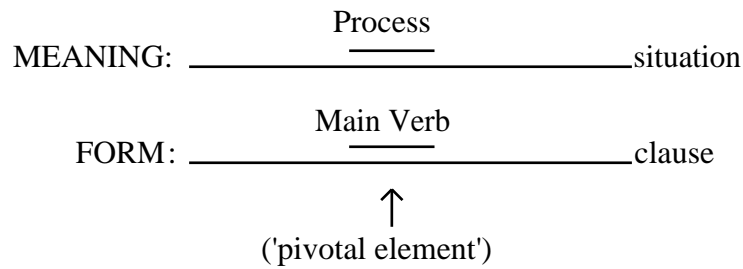 Process
MEANING: situation
Main Verb
FORM: clause
('pivotal element')